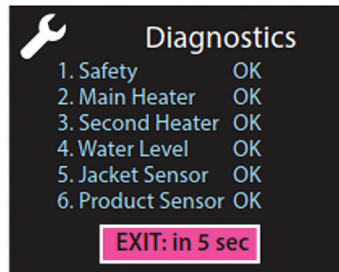 Diagnostics
1. Safety OK
2. Main Heater OK
3. Second Heater OK
4. Water Level OK
5. Jacket Sensor OK
6. Product Sensor OK
EXIT: in 5 sec